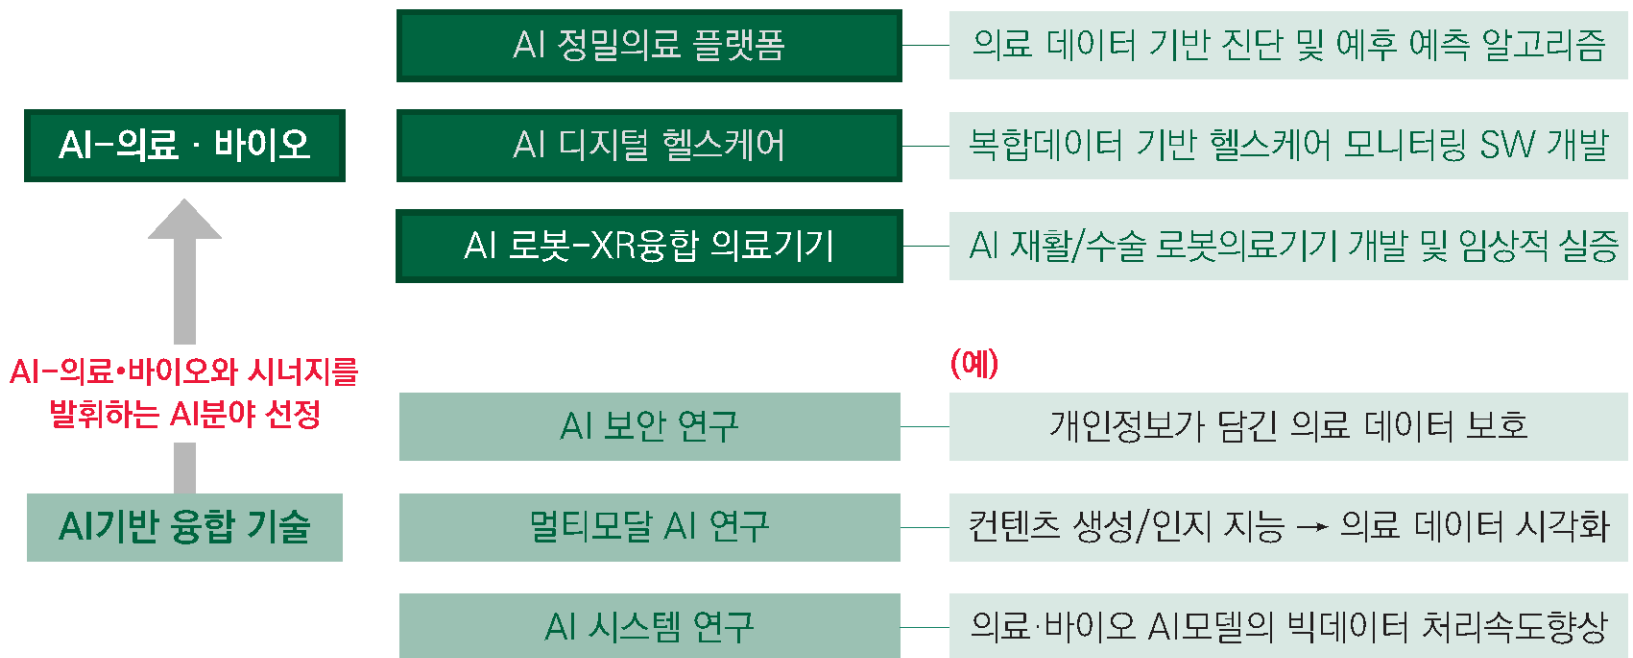 AI 정밀의료 플랫폼
의료 데이터 기반 진단 및 예후 예측 알고리즘
AI-의료 · 바이오
AI 디지털 헬스케어
복합데이터 기반 헬스케어 모니터링 SW 개발
AI 로봇-XR융합 의료기기
AI 재활/수술 로봇의료기기 개발 및 임상적 실증
AI-의료•바이오와 시너지를
발휘하는 AI분야 선정
(예)
AI 보안 연구
개인정보가 담긴 의료 데이터 보호
AI기반 융합 기술
멀티모달 AI 연구
컨텐츠 생성/인지 지능 → 의료 데이터 시각화
AI 시스템 연구
의료·바이오 AI모델의 빅데이터 처리속도향상